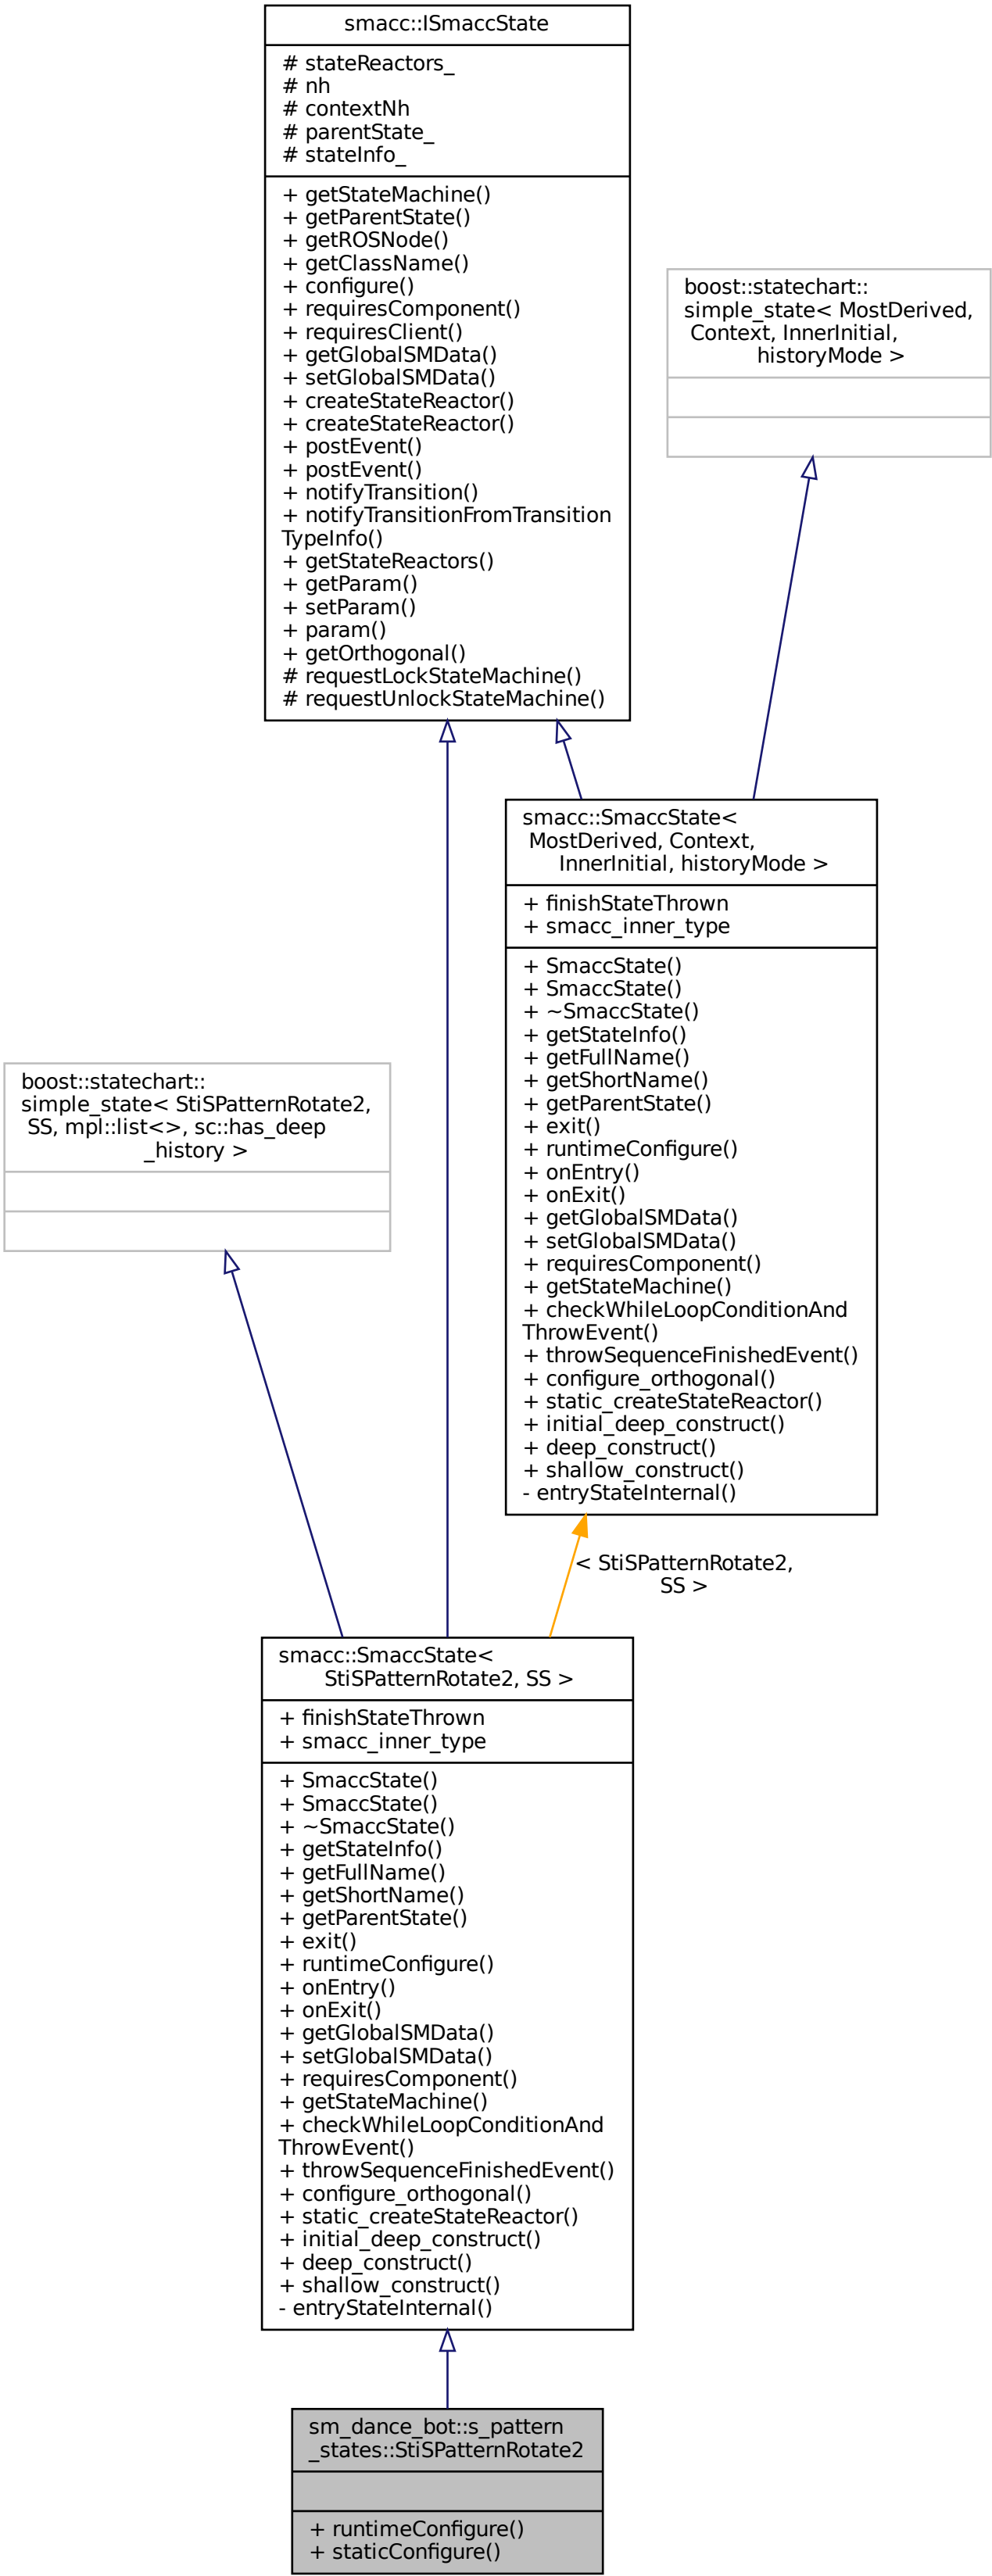 smacc::ISmaccState
# stateReactors_
# nh
# contextNh
# parentState_
# stateInfo_
+ getStateMachine()
+ getParentState()
+ getROSNode()
+ getClassName()
+ configure()
+ requiresComponent()
+ requiresClient()
+ getGlobalSMData()
+ setGlobalSMData()
+ createStateReactor()
+ createStateReactor()
+ postEvent()
+ postEvent()
+ notifyTransition()
+ notifyTransitionFromTransition
TypeInfo()
+ getStateReactors()
+ getParam()
+ setParam()
+ param()
+ getOrthogonal()
# requestLockStateMachine()
# requestUnlockStateMachine()
boost::statechart::
simple_state< MostDerived,
Context, InnerInitial,
historyMode >
smacc::SmaccState<
MostDerived, Context,
InnerInitial, historyMode >
+ finishStateThrown
+ smacc_inner_type
+ SmaccState()
+ SmaccState()
+ ~SmaccState()
+ getStateInfo()
+ getFullName()
+ getShortName()
+ getParentState()
+ exit()
+ runtimeConfigure()
+ onEntry()
+ onExit()
+ getGlobalSMData()
+ setGlobalSMData()
+ requiresComponent()
+ getStateMachine()
+ checkWhileLoopConditionAnd
ThrowEvent()
+ throwSequenceFinishedEvent()
+ configure_orthogonal()
+ static_createStateReactor()
+ initial_deep_construct()
+ deep_construct()
+ shallow_construct()
- entryStateInternal()
boost::statechart::
simple_state< StiSPatternRotate2,
SS, mpl::list<>, sc::has_deep
_history >
< StiSPatternRotate2,
SS >
smacc::SmaccState<
StiSPatternRotate2, SS >
+ finishStateThrown
+ smacc_inner_type
+ SmaccState()
+ SmaccState()
+ ~SmaccState()
+ getStateInfo()
+ getFullName()
+ getShortName()
+ getParentState()
+ exit()
+ runtimeConfigure()
+ onEntry()
+ onExit()
+ getGlobalSMData()
+ setGlobalSMData()
+ requiresComponent()
+ getStateMachine()
+ checkWhileLoopConditionAnd
ThrowEvent()
+ throwSequenceFinishedEvent()
+ configure_orthogonal()
+ static_createStateReactor()
+ initial_deep_construct()
+ deep_construct()
+ shallow_construct()
- entryStateInternal()
sm_dance_bot::s_pattern
_states::StiSPatternRotate2
+ runtimeConfigure()
+ staticConfigure()